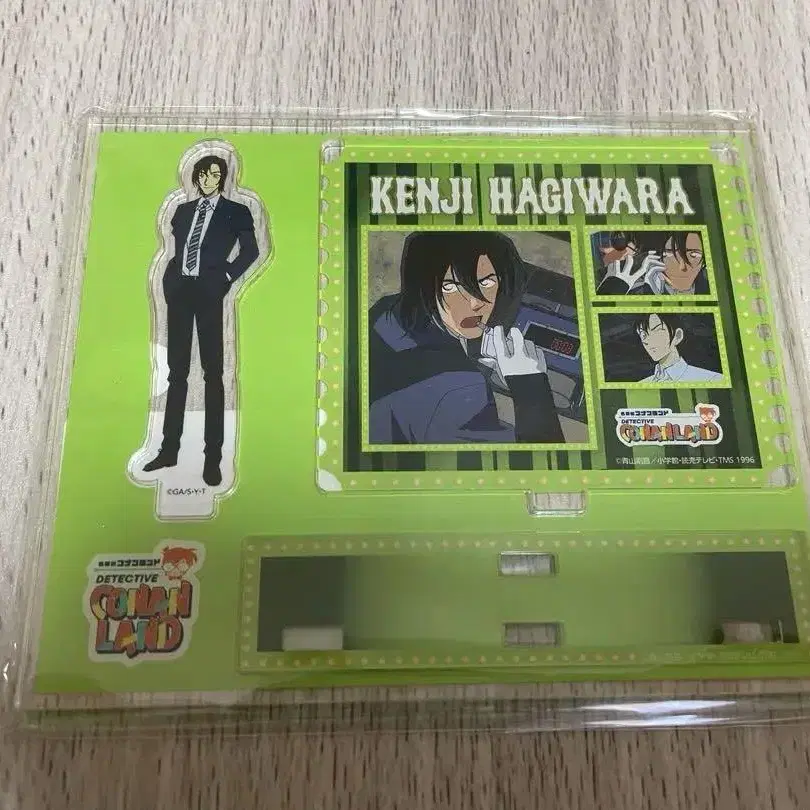 KENJI HAGIWARA
00:03
名探偵コナンランド
DETECTIVE
CONAN LAND
©青山剛昌/小学館・読売テレビ・TMS 1996
©GA/S・Y・T
名探偵コナンランド
DETECTIVE
CONAN
LAND